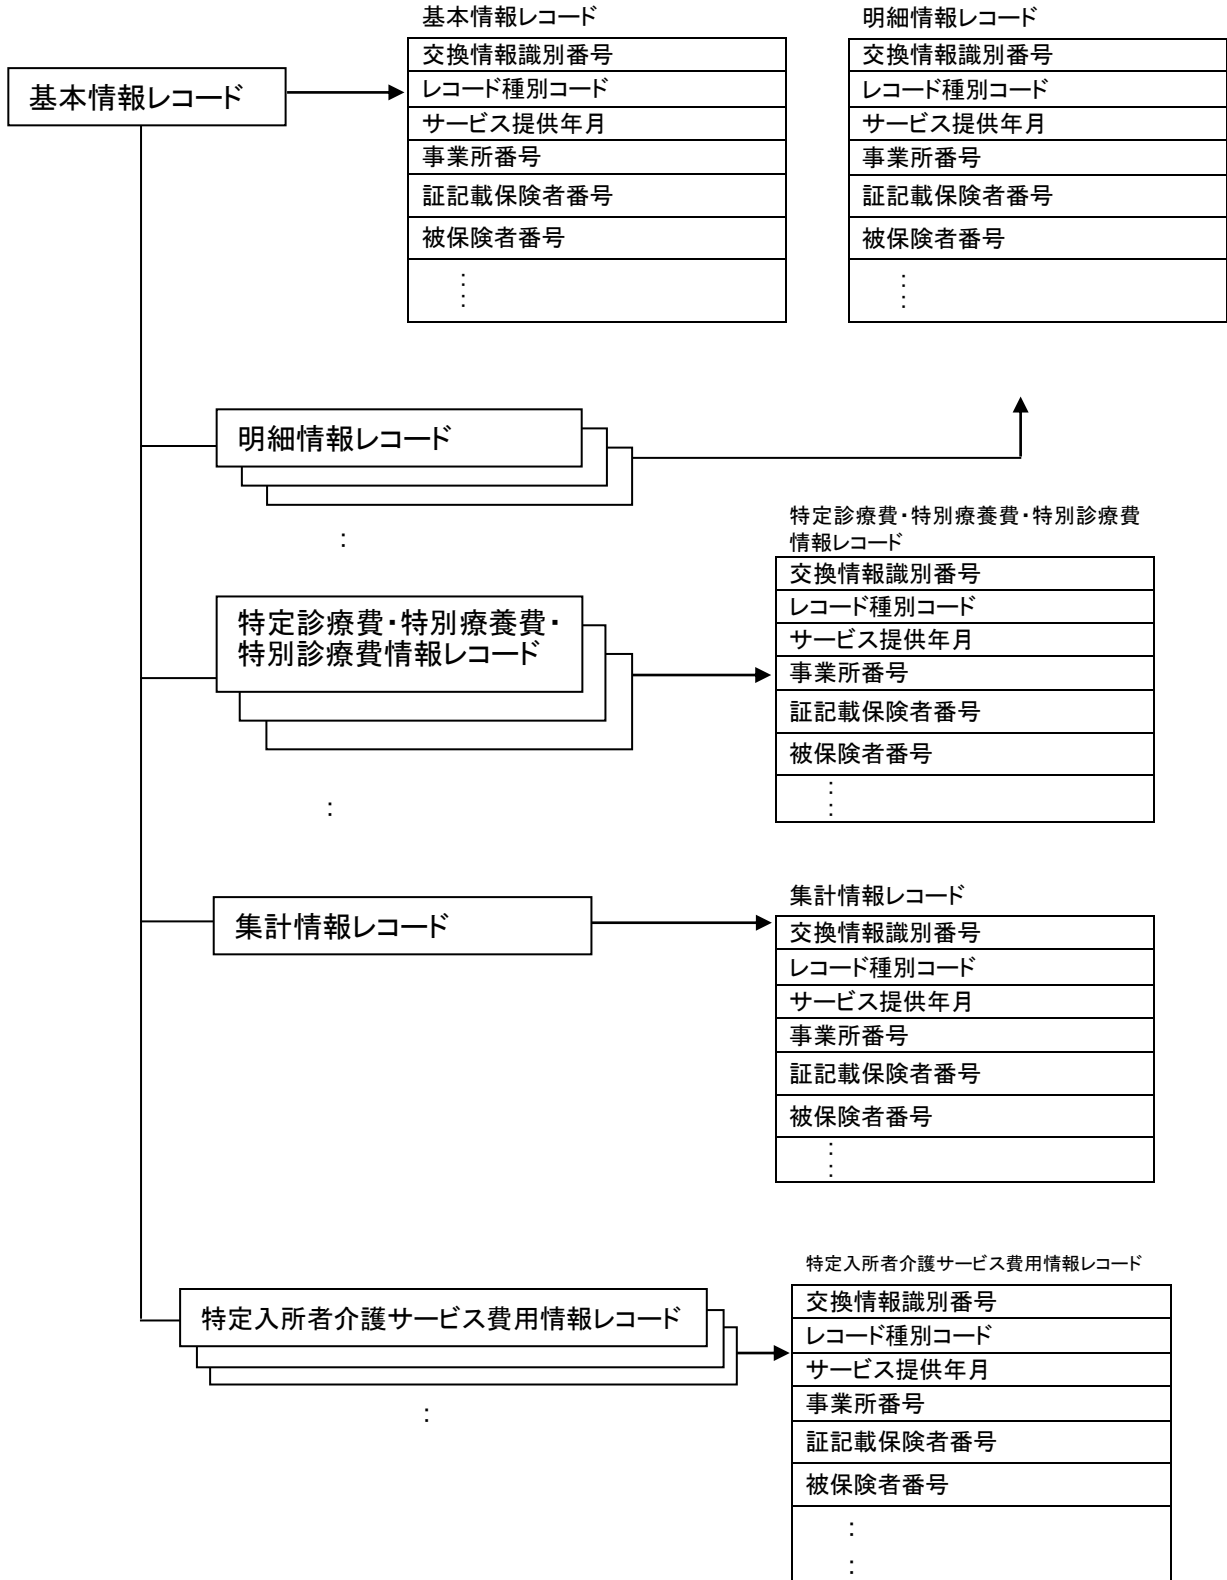 基本情報レコード
基本情報レコード
交換情報識別番号
レコード種別コード
サービス提供年月
事業所番号
証記載保険者番号
被保険者番号
:
:
明細情報レコード
交換情報識別番号
レコード種別コード
サービス提供年月
事業所番号
証記載保険者番号
被保険者番号
:
:
明細情報レコード
:
特定診療費・特別療養費・
特別診療費情報レコード
:
特定診療費・特別療養費・特別診療費
情報レコード
交換情報識別番号
レコード種別コード
サービス提供年月
事業所番号
証記載保険者番号
被保険者番号
:
:
集計情報レコード
集計情報レコード
交換情報識別番号
レコード種別コード
サービス提供年月
事業所番号
証記載保険者番号
被保険者番号
:
:
特定入所者介護サービス費用情報レコード
:
特定入所者介護サービス費用情報レコード
交換情報識別番号
レコード種別コード
サービス提供年月
事業所番号
証記載保険者番号
被保険者番号
:
: